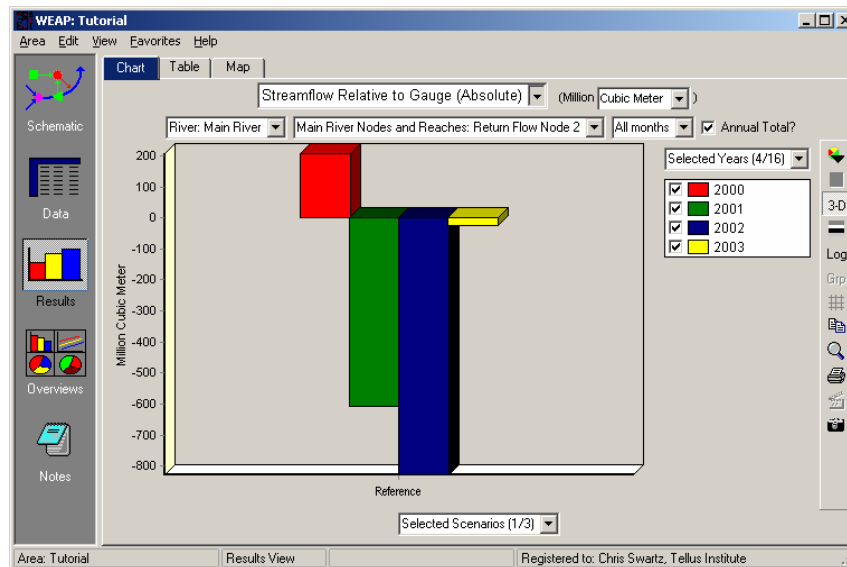 WEAP: Tutorial
Area Edit View Favorites Help
Chart Table Map
Streamflow Relative to Gauge (Absolute) (Million Cubic Meter )
River: Main River Main River Nodes and Reaches: Return Flow Node 2 All months Annual Total?
Schematic
Data
Results
Overviews
Notes
Selected Years (4/16)
2000
2001
2002
2003
3-D
Log
Grp
200
100
0
-100
-200
-300
-400
-500
-600
-700
-800
Million Cubic Meter
Reference
Selected Scenarios (1/3)
Area: Tutorial Results View Registered to: Chris Swartz, Tellus Institute